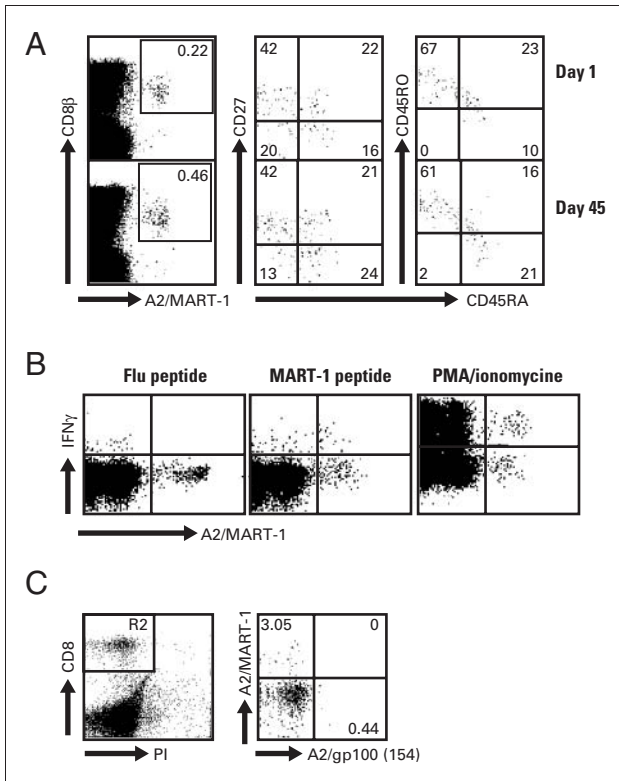 A
CD8β
0.22
0.46
A2/MART-1
CD27
42 22
20 16
42 21
13 24
CD45RO
67 23
0 10
61 16
2 21
CD45RA
Day 1
Day 45
B
Flu peptide
MART-1 peptide
PMA/ionomycine
IFNγ
A2/MART-1
C
CD8
R2
PI
A2/MART-1
3.05 0
0.44
A2/gp100 (154)